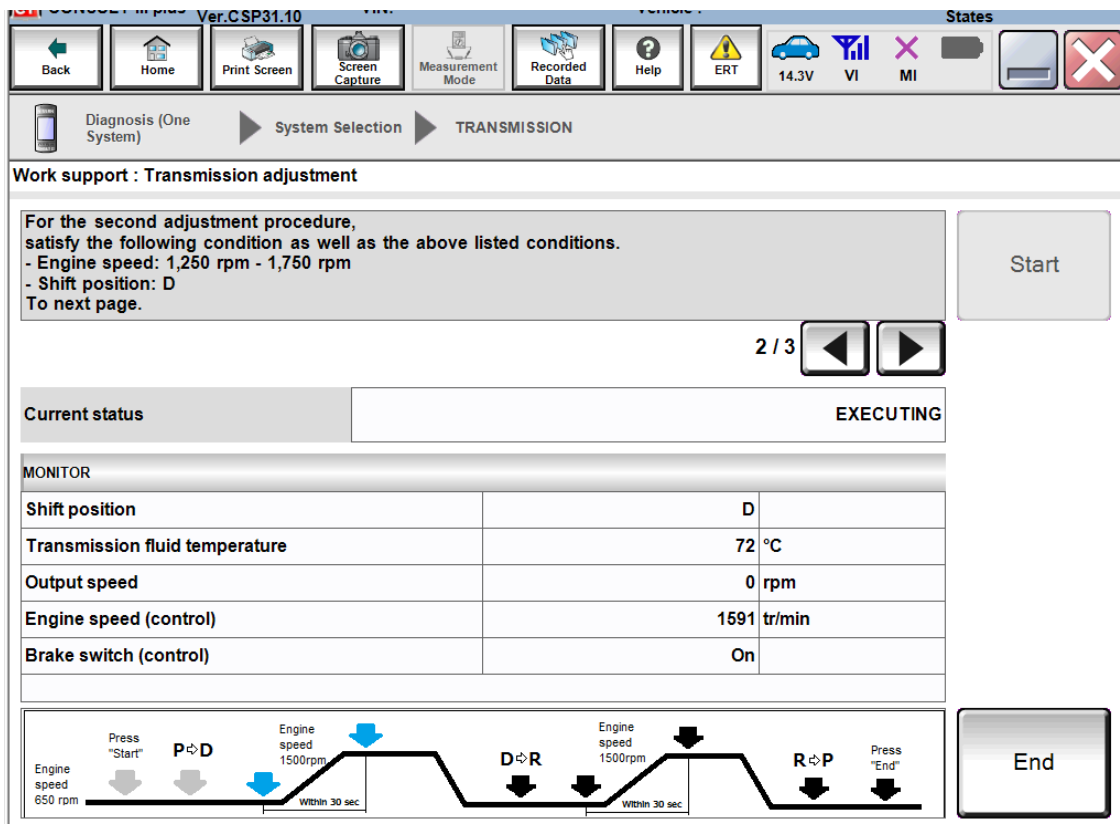 Ver.CSP31.10
States
Back
Home
Print Screen
Screen
Capture
Measurement
Mode
Recorded
Data
Help
ERT
14.3V
VI
MI
Diagnosis (One
System)
System Selection
TRANSMISSION
Work support : Transmission adjustment
For the second adjustment procedure,
satisfy the following condition as well as the above listed conditions.
- Engine speed: 1,250 rpm - 1,750 rpm
- Shift position: D
To next page.
Start
2 / 3
Current status EXECUTING
MONITOR
Shift position D
Transmission fluid temperature 72 °C
Output speed 0 rpm
Engine speed (control) 1591 tr/min
Brake switch (control) On
Engine
speed
650 rpm
Press
"Start"
P⇨D
Engine
speed
1500rpm
Within 30 sec
D⇨R
Engine
speed
1500rpm
Within 30 sec
R⇨P
Press
"End"
End